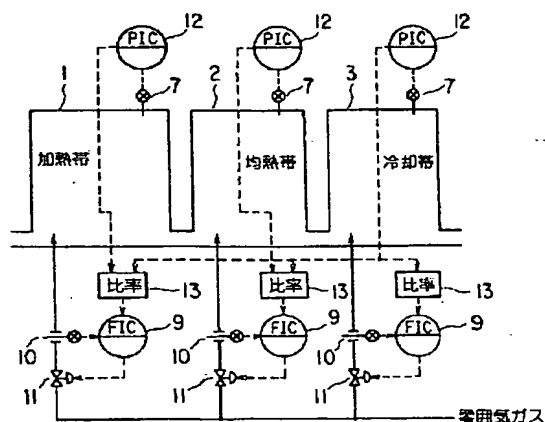 12 12 12
PIC PIC PIC
1 2 3
7 7 7
加熱帯 均熱帯 冷却帯
比率 比率 比率
13 13 13
FIC FIC FIC
9 9 9
10 10 10
11 11 11
雰囲気ガス